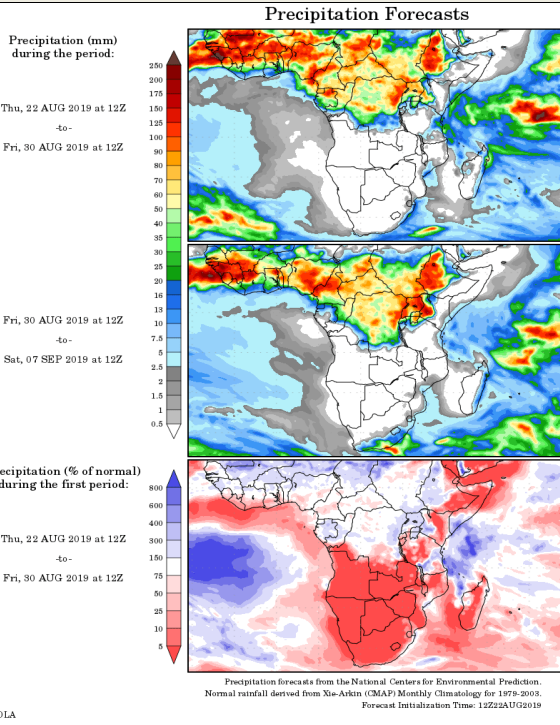 Precipitation Forecasts
Precipitation (mm)
during the period:
Thu, 22 AUG 2019 at 12Z
-to-
Fri, 30 AUG 2019 at 12Z
250
200
175
150
125
100
90
80
70
60
50
40
35
30
25
20
16
13
10
7.5
5
2.5
2
1.5
1
0.5
Fri, 30 AUG 2019 at 12Z
-to-
Sat, 07 SEP 2019 at 12Z
ecipitation (% of normal)
during the first period:
Thu, 22 AUG 2019 at 12Z
-to-
Fri, 30 AUG 2019 at 12Z
800
600
400
300
150
75
50
25
10
5
Precipitation forecasts from the National Centers for Environmental Prediction.
Normal rainfall derived from Xie-Arkin (CMAP) Monthly Climatology for 1979-2003.
Forecast Initialization Time: 12Z22AUG2019
OLA